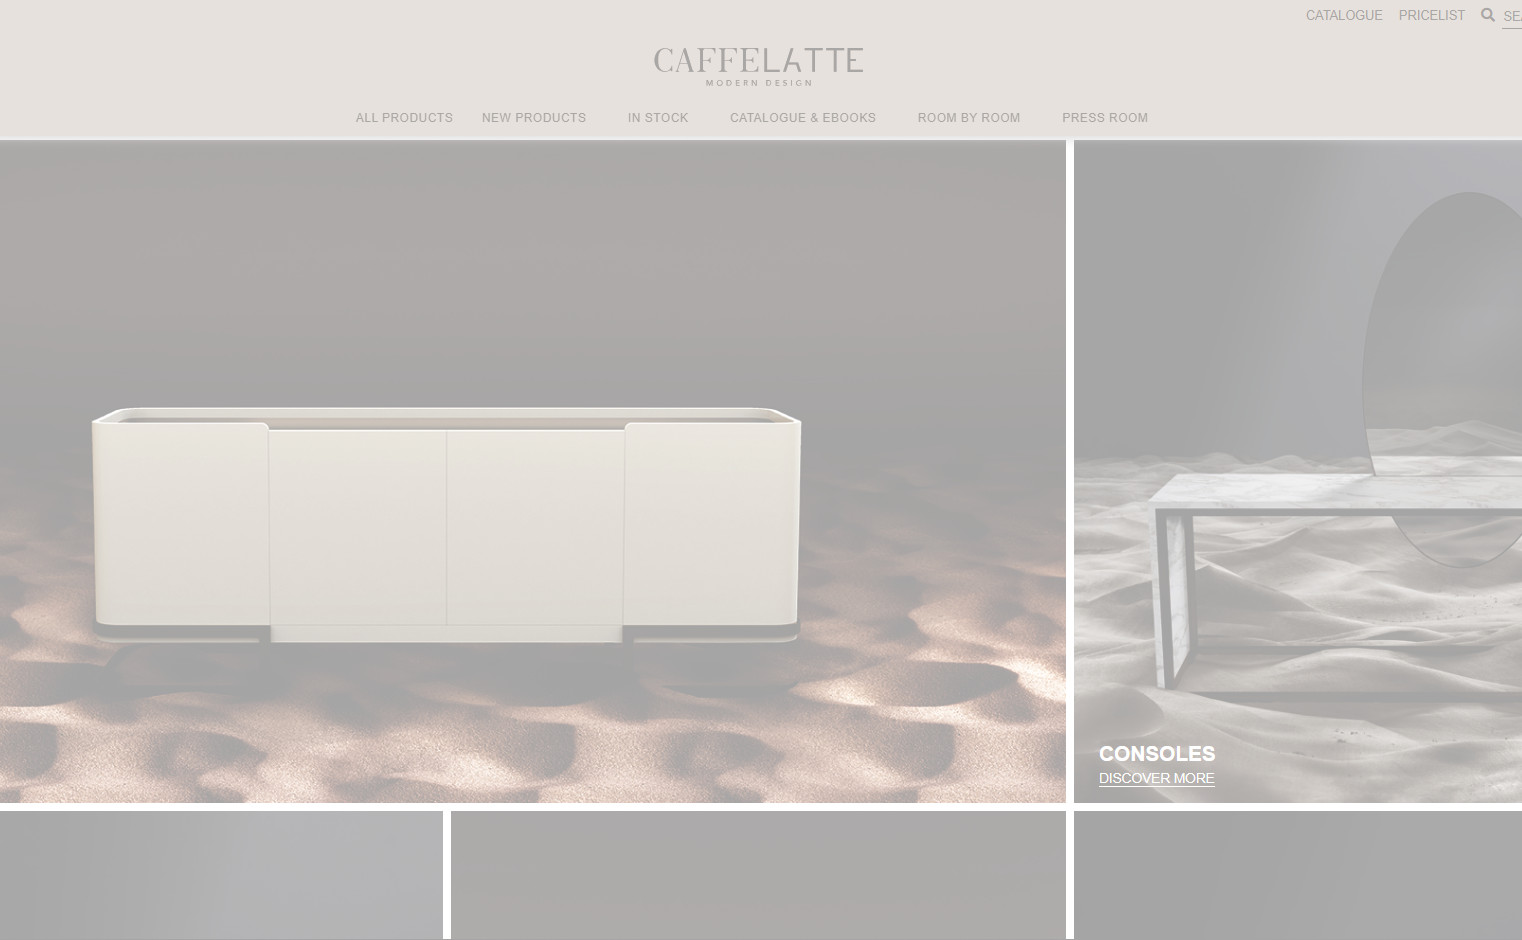 CATALOGUE PRICELIST SEA
CAFFELATTE
MODERN DESIGN
ALL PRODUCTS NEW PRODUCTS IN STOCK CATALOGUE & EBOOKS ROOM BY ROOM PRESS ROOM
CONSOLES
DISCOVER MORE